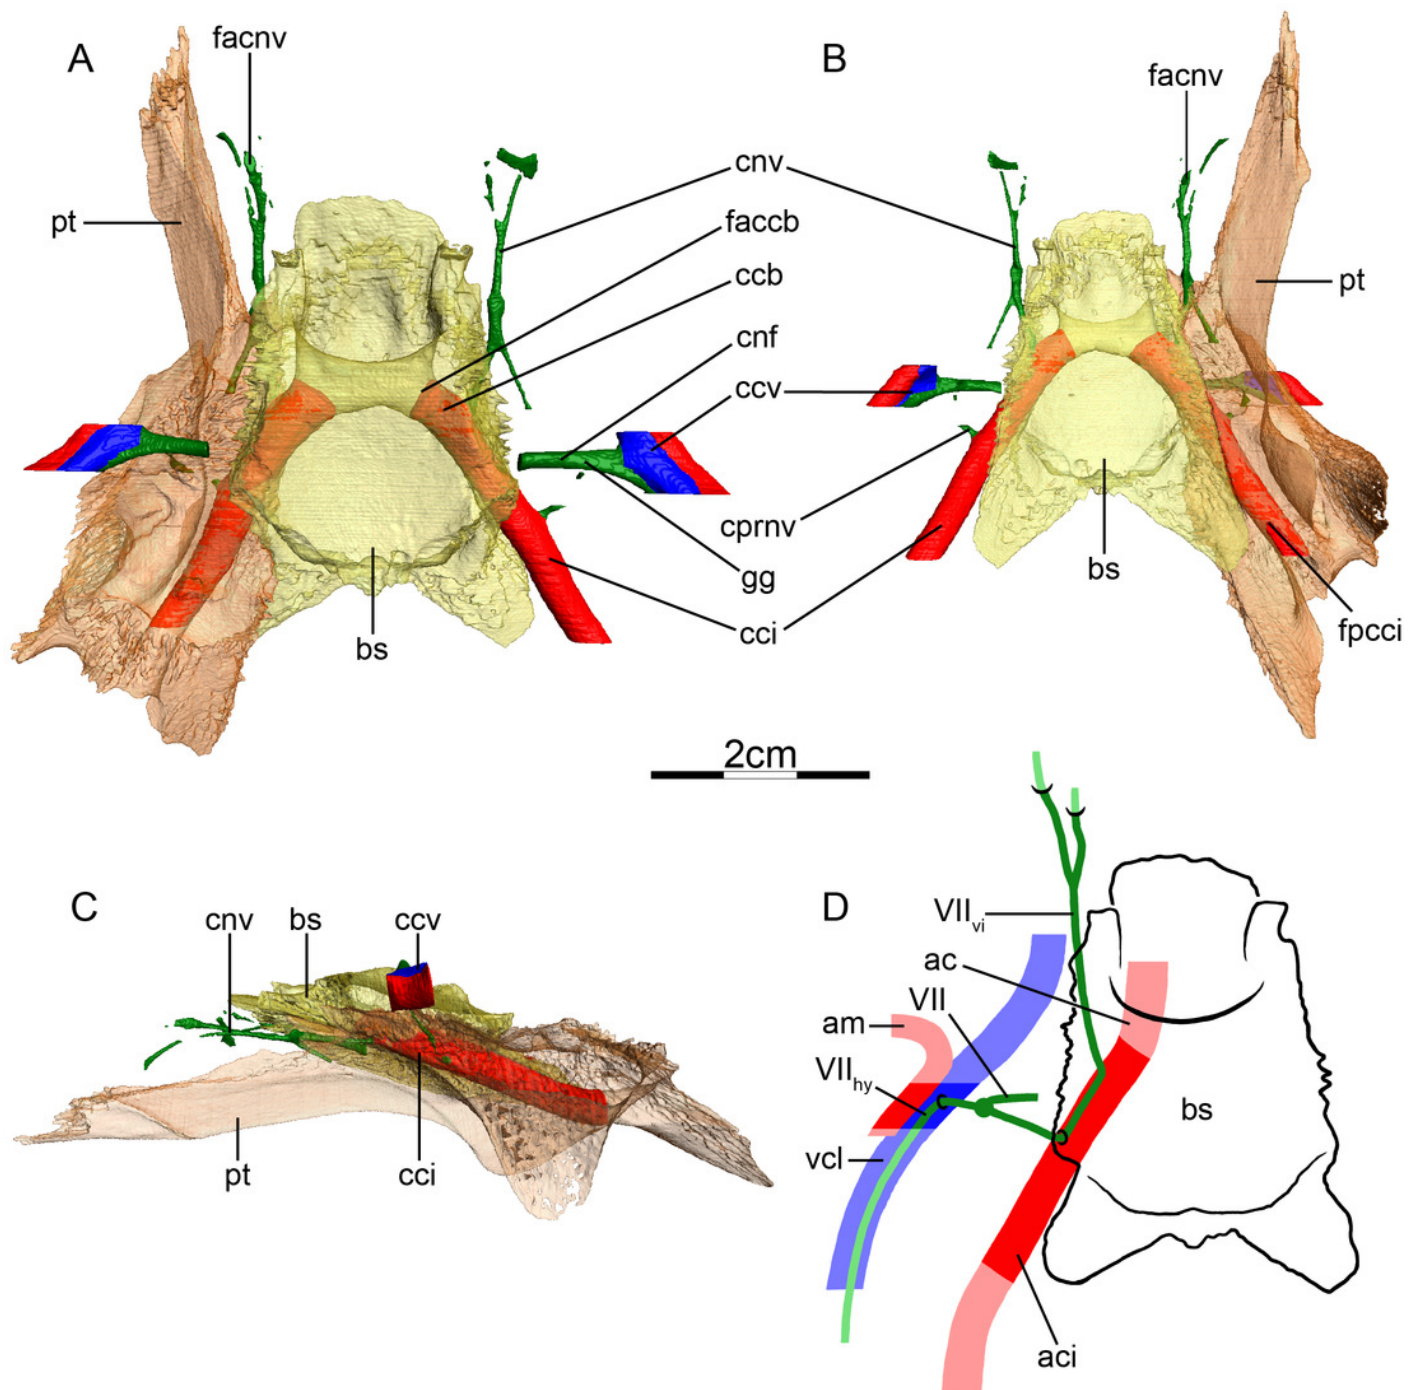 A
facnv
pt
bs
cnv
faccb
ccb
cnf
ccv
cprnv
gg
cci
B
facnv
pt
bs
fpcci
2cm
C
cnv
bs
ccv
pt
cci
D
VIIvi
ac
VII
am
VIIhy
vcl
bs
aci